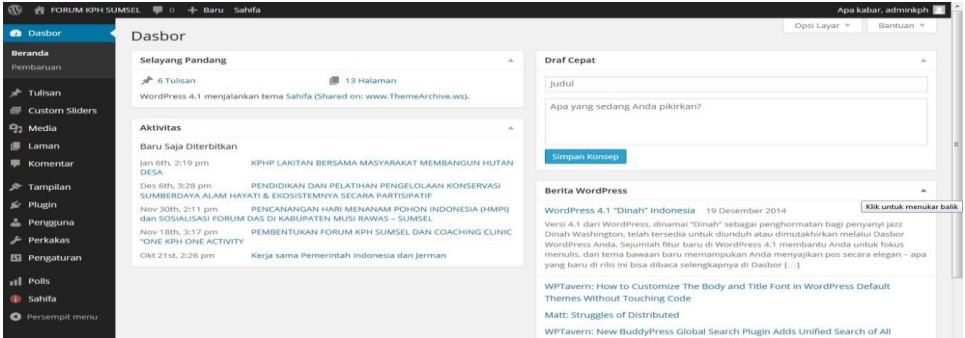 FORUM KPH SUMSEL 0 + Baru Sahifa Apa kabar, adminkph
Opsi Layar Bantuan
Dasbor
Beranda
Pembaruan
Tulisan
Custom Sliders
Media
Laman
Komentar
Tampilan
Plugin
Pengguna
Perkakas
Pengaturan
Polls
Sahifa
Persempit menu
Dasbor
Selayang Pandang
6 Tulisan 13 Halaman
WordPress 4.1 menjalankan tema Sahifa (Shared on: www.ThemeArchive.ws).
Aktivitas
Baru Saja Diterbitkan
Jan 6th, 2:19 pm KPHP LAKITAN BERSAMA MASYARAKAT MEMBANGUN HUTAN
DESA
Des 6th, 3:28 pm PENDIDIKAN DAN PELATIHAN PENGELOLAAN KONSERVASI
SUMBERDAYA ALAM HAYATI & EKOSISTEMNYA SECARA PARTISIPATIF
Nov 30th, 2:11 pm PENCANANGAN HARI MENANAM POHON INDONESIA (HMPI)
dan SOSIALISASI FORUM DAS DI KABUPATEN MUSI RAWAS – SUMSEL
Nov 18th, 3:17 pm PEMBENTUKAN FORUM KPH SUMSEL DAN COACHING CLINIC
"ONE KPH ONE ACTIVITY
Okt 21st, 2:26 pm Kerja sama Pemerintah Indonesia dan Jerman
Draf Cepat
Judul
Apa yang sedang Anda pikirkan?
Simpan Konsep
Berita WordPress
Klik untuk menukar balik
WordPress 4.1 "Dinah" Indonesia 19 Desember 2014
Versi 4.1 dari WordPress, dinamai "Dinah" sebagai penghormatan bagi penyanyi jazz
Dinah Washington, telah tersedia untuk diunduh atau dimutakhirkan melalui Dasbor
WordPress Anda. Sejumlah fitur baru di WordPress 4.1 membantu Anda untuk fokus
menulis, dan tema bawaan baru memampukan Anda menyajikan pos secara elegan – apa
yang baru di rilis ini bisa dibaca selengkapnya di Dasbor […]
WPTavern: How to Customize The Body and Title Font in WordPress Default
Themes Without Touching Code
Matt: Struggles of Distributed
WPTavern: New BuddyPress Global Search Plugin Adds Unified Search of All